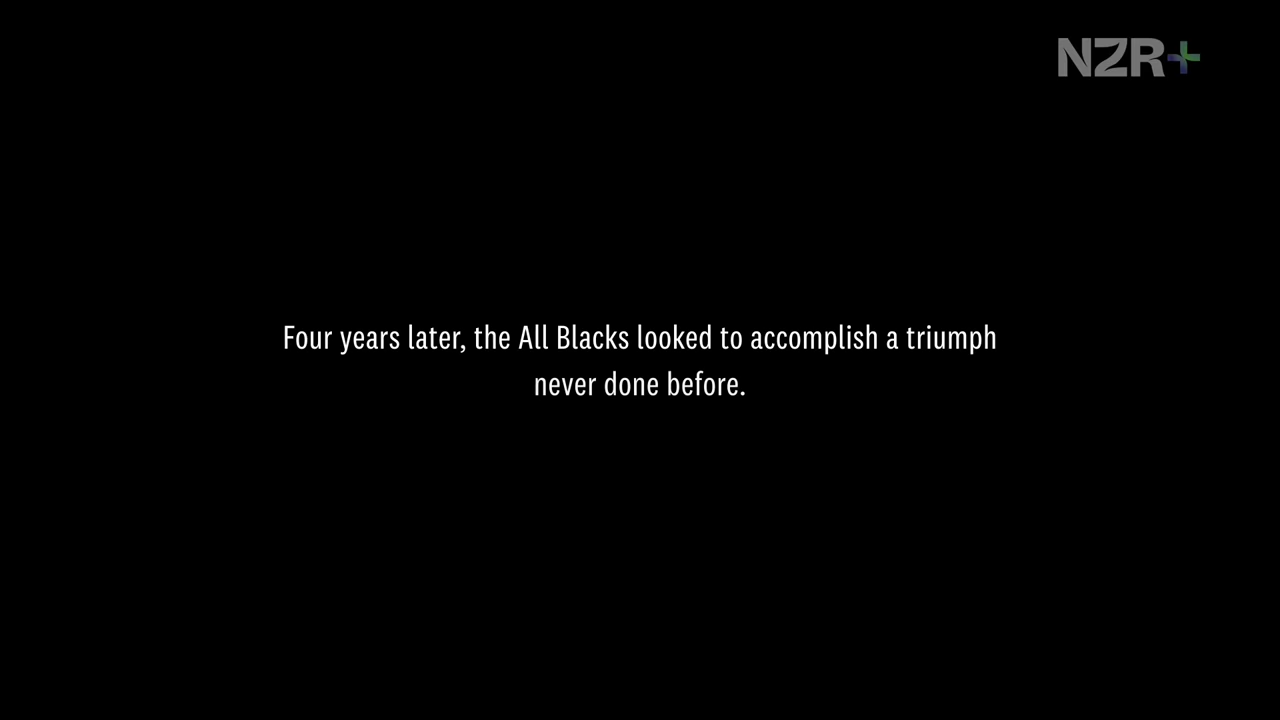 NZR+
Four years later, the All Blacks looked to accomplish a triumph
never done before.